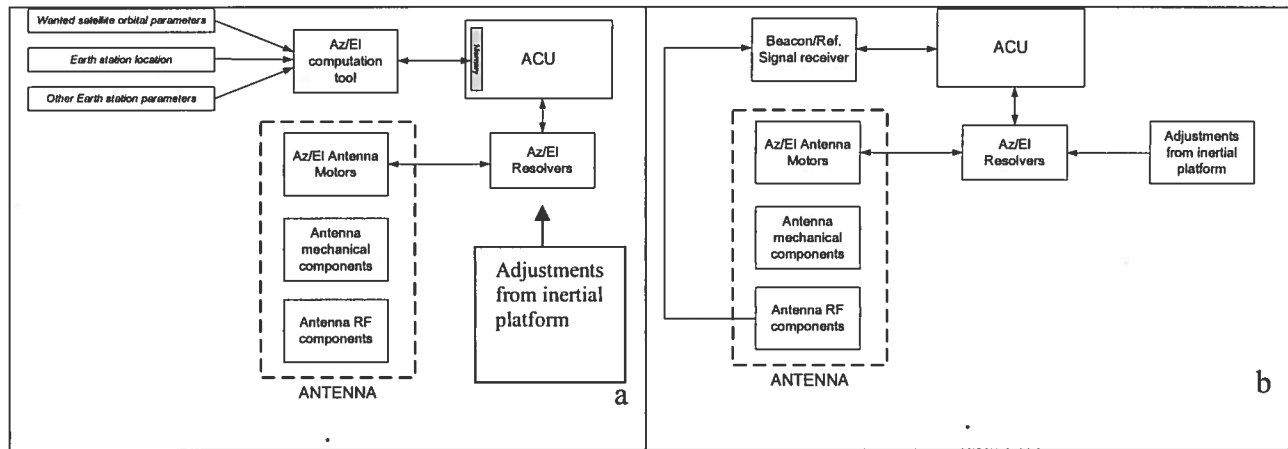 Wanted satellite orbital parameters
Earth station location
Other Earth station parameters
Az/El
computation
tool
Memory
ACU
Az/El Antenna
Motors
Az/El
Resolvers
Antenna
mechanical
components
Antenna RF
components
ANTENNA
Adjustments
from inertial
platform
a
Beacon/Ref.
Signal receiver
ACU
Az/El Antenna
Motors
Az/El
Resolvers
Adjustments
from inertial
platform
Antenna
mechanical
components
Antenna RF
components
ANTENNA
b